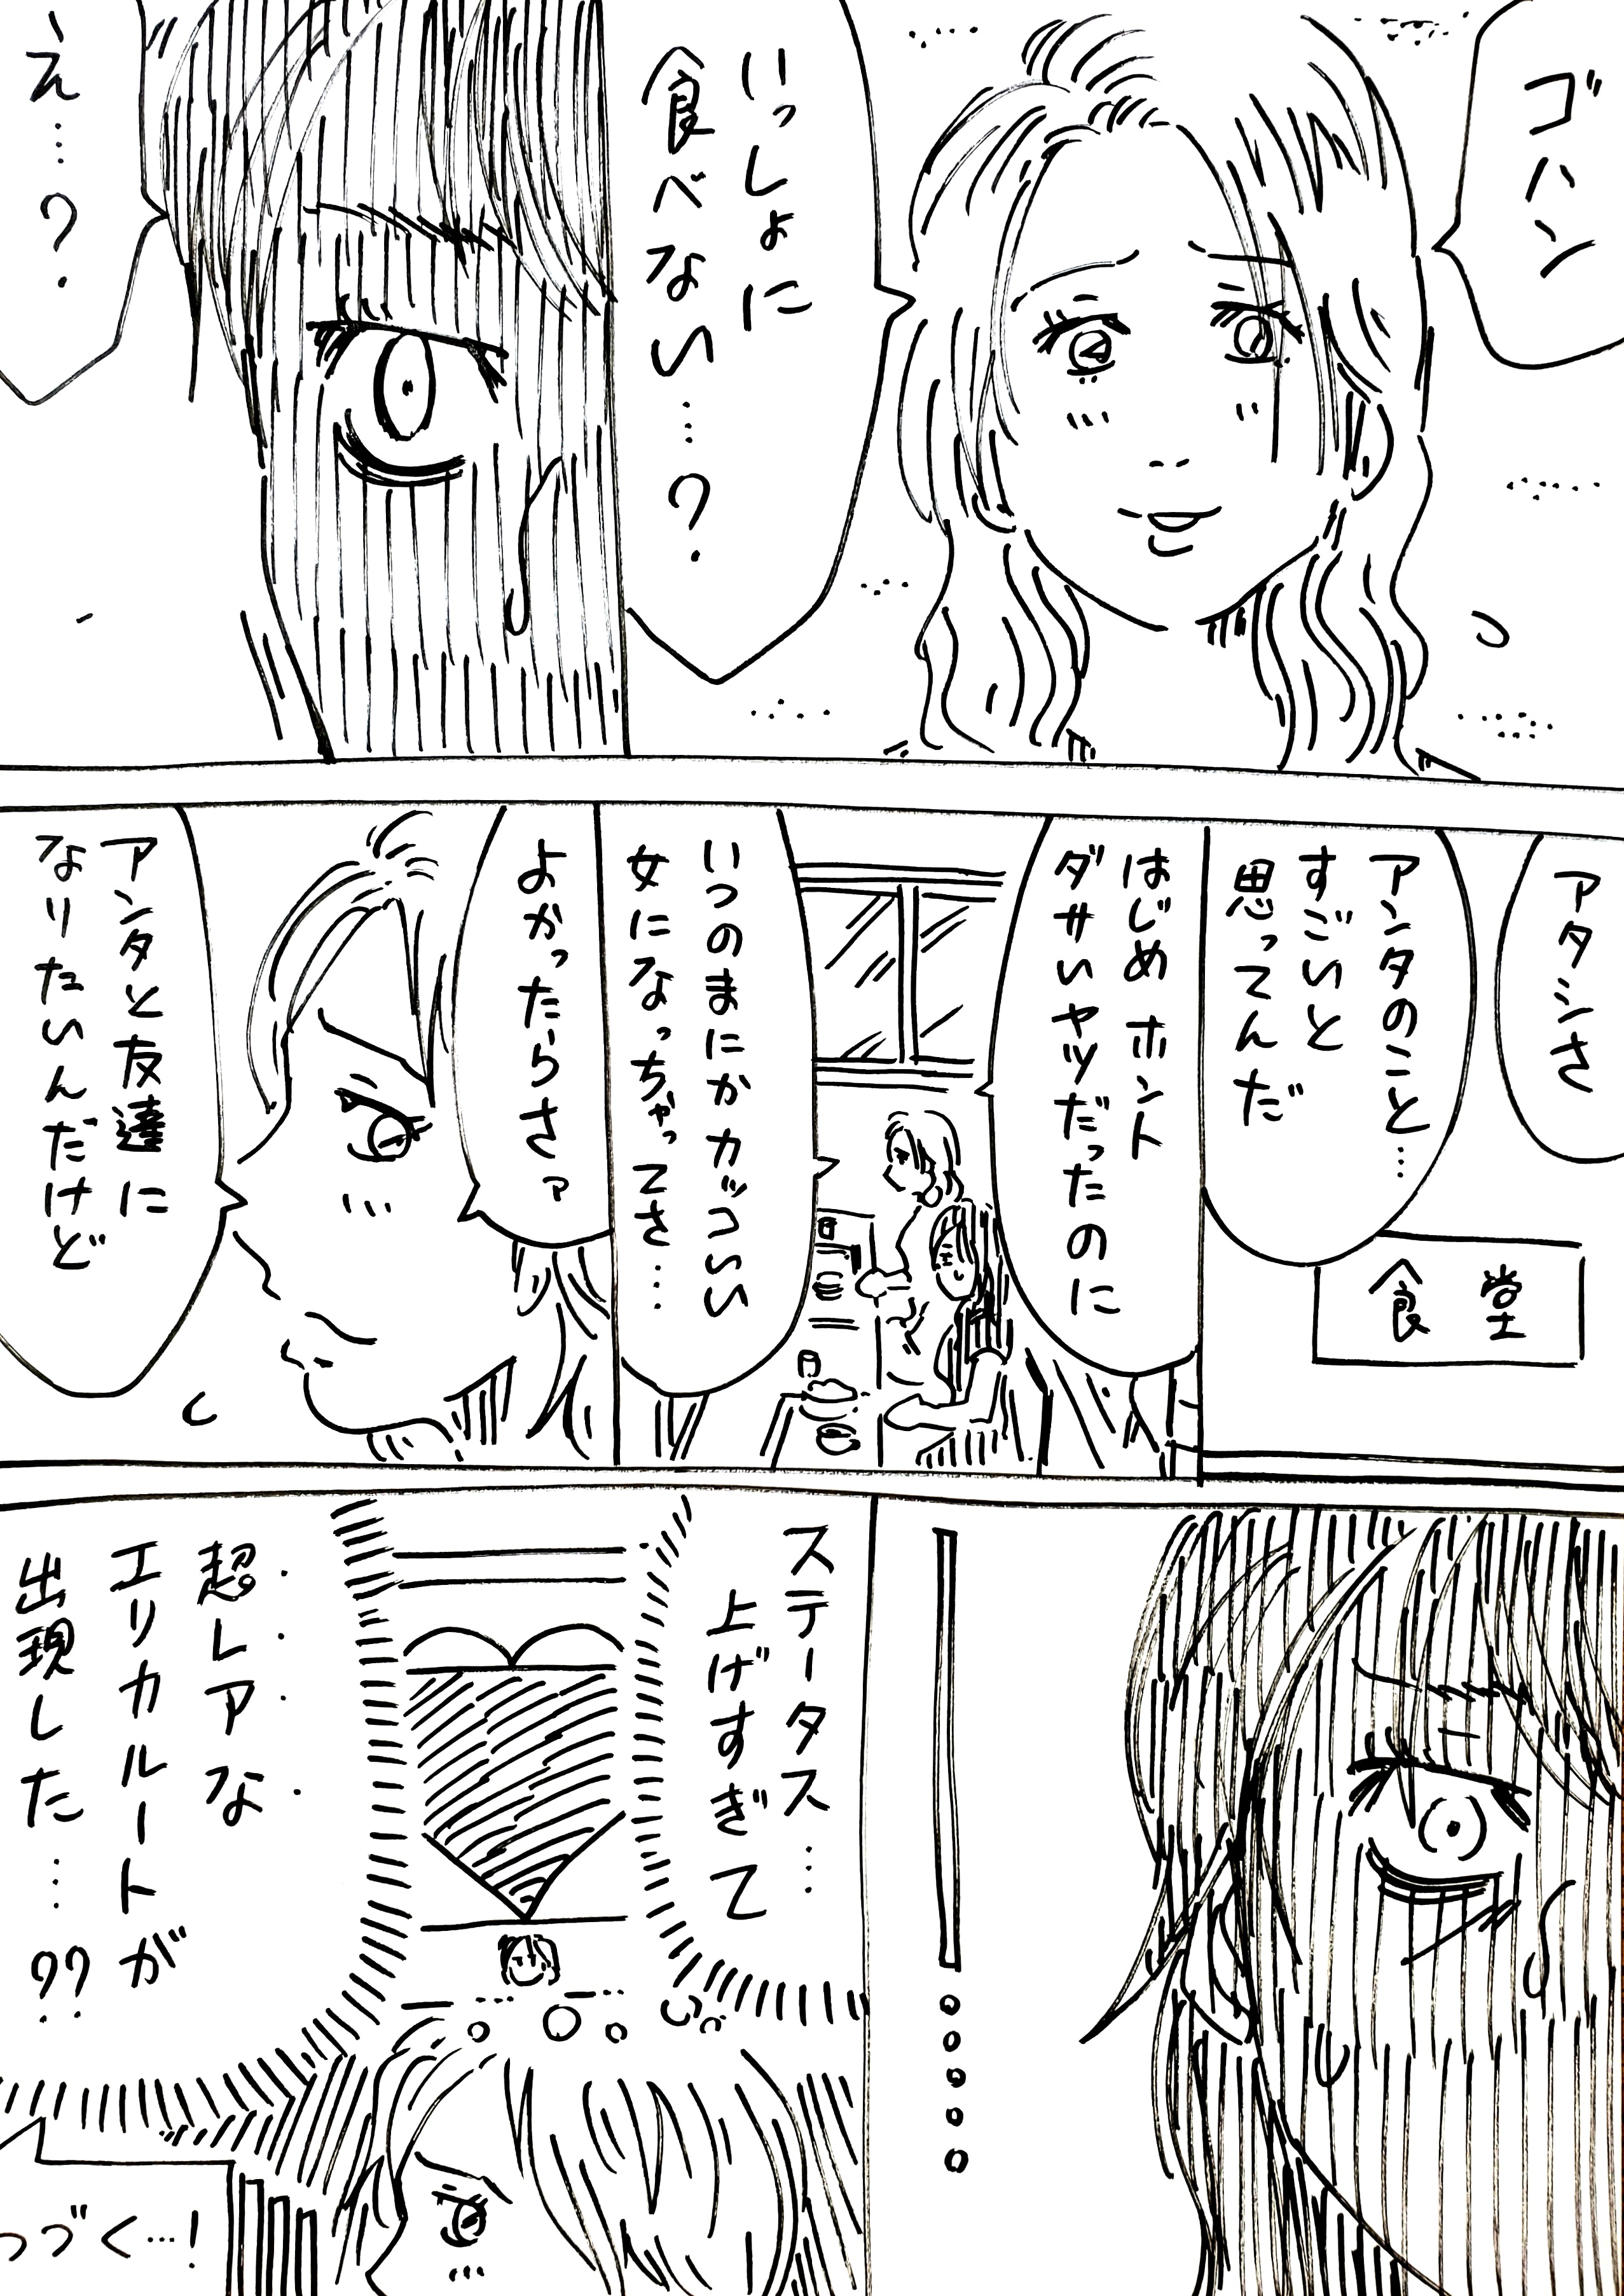 ゴハン
いっしょに
食べない…?
え…?
アタシさ
アンタのこと…
すごいと
思ってんだ
食堂
はじめホント
ダサいヤツだったのに
いつのまにかカッコいい
女になっちゃってさ…
よかったらさァ
アンタと友達に
なりたいんだけど
ステータス…
上げすぎて
超レアな
エリカルートが
出現した…??
つづく…!